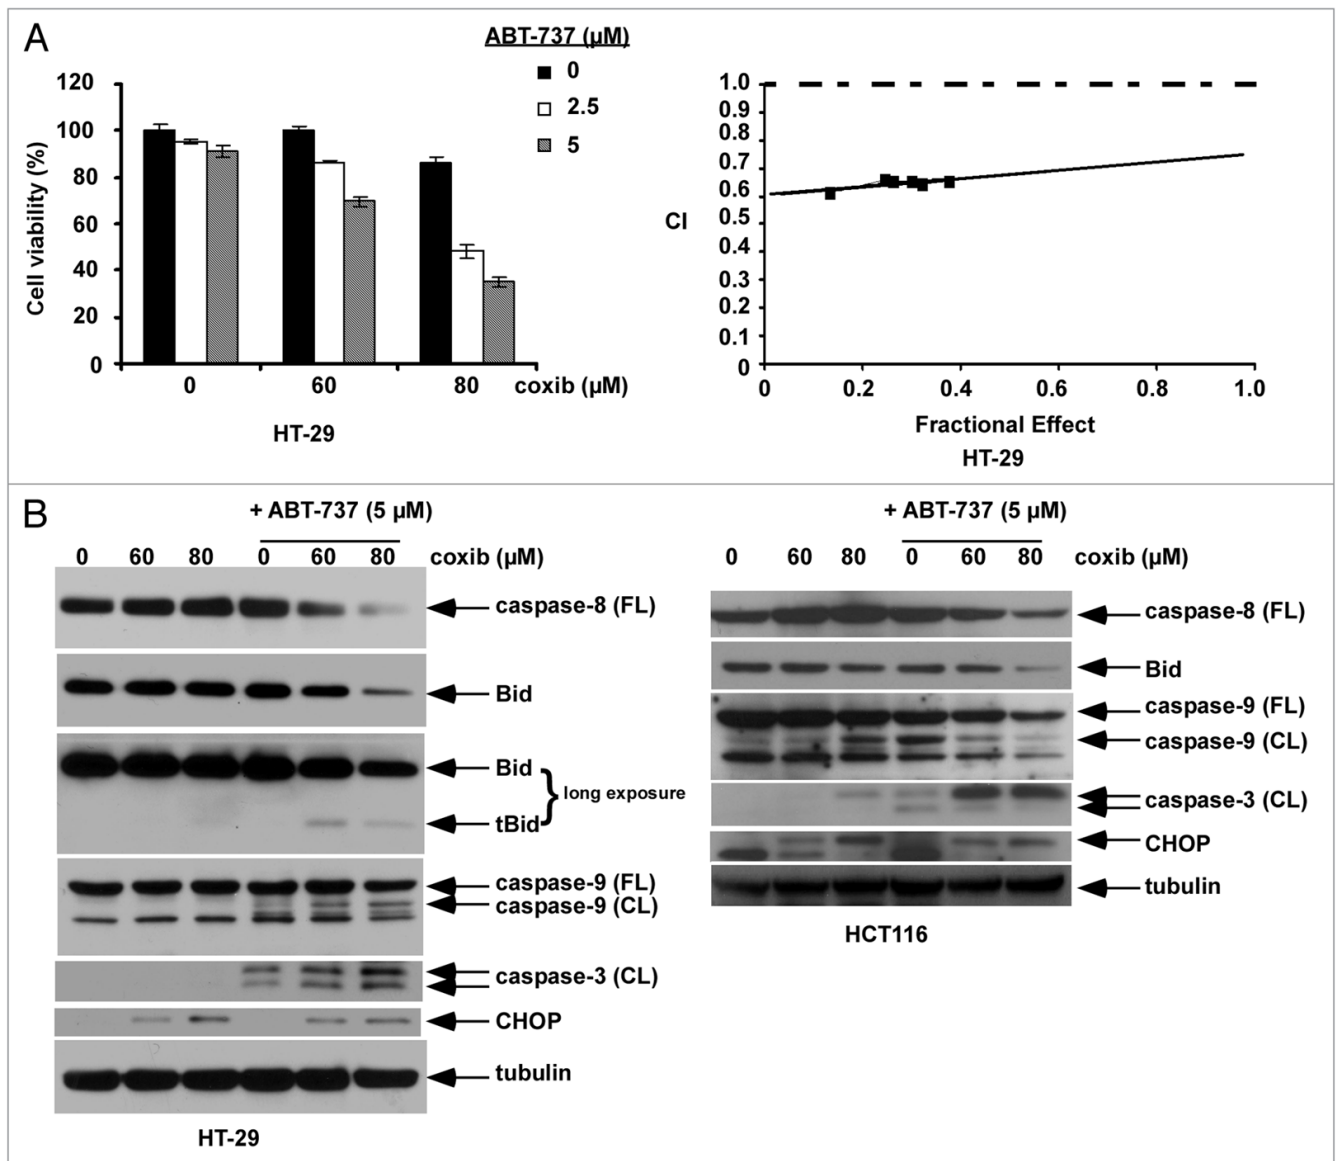 A
ABT-737 (µM)
0
2.5
5
120
100
80
60
40
20
0
Cell viability (%)
0 60 80 coxib (µM)
HT-29
1.0
0.9
0.8
0.7
0.6
0.5
0.4
0.3
0.2
0.1
0
CI
0 0.2 0.4 0.6 0.8 1.0
Fractional Effect
HT-29
B
+ ABT-737 (5 µM)
0 60 80 0 60 80 coxib (µM)
caspase-8 (FL)
Bid
Bid
long exposure
tBid
caspase-9 (FL)
caspase-9 (CL)
caspase-3 (CL)
CHOP
tubulin
HT-29
+ ABT-737 (5 µM)
0 60 80 0 60 80 coxib (µM)
caspase-8 (FL)
Bid
caspase-9 (FL)
caspase-9 (CL)
caspase-3 (CL)
CHOP
tubulin
HCT116